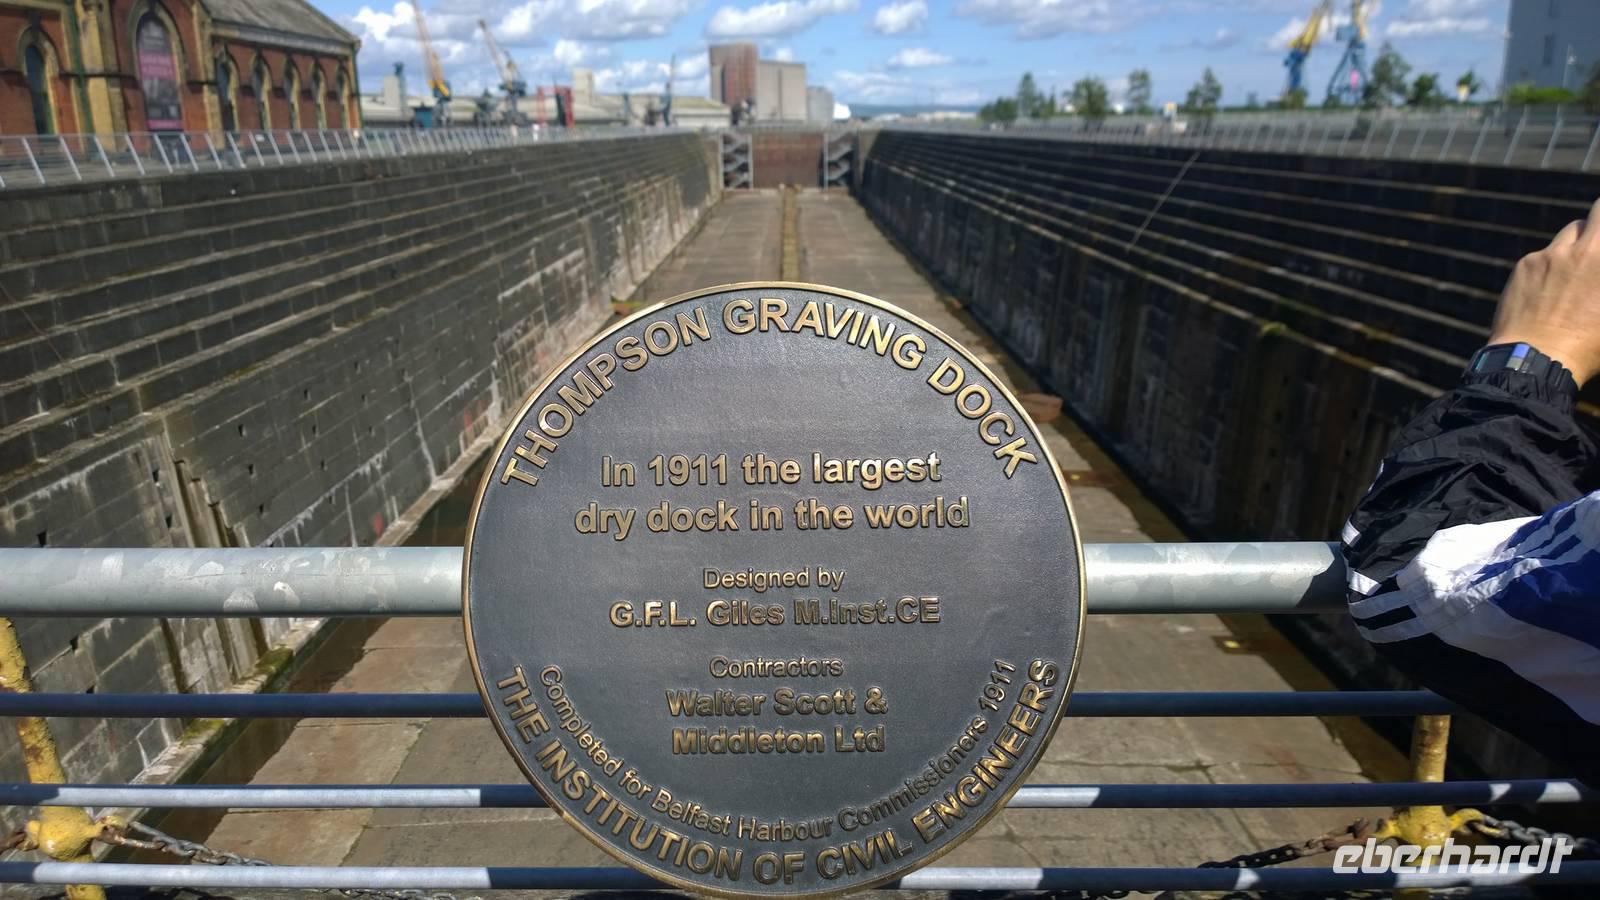 THOMPSON GRAVING DOCK
In 1911 the largest
dry dock in the world
Designed by
G.F.L. Giles M.Inst.CE
Contractors
Walter Scott &
Middleton Ltd
Completed for Belfast Harbour Commissioners 1911
THE INSTITUTION OF CIVIL ENGINEERS
eberhardt